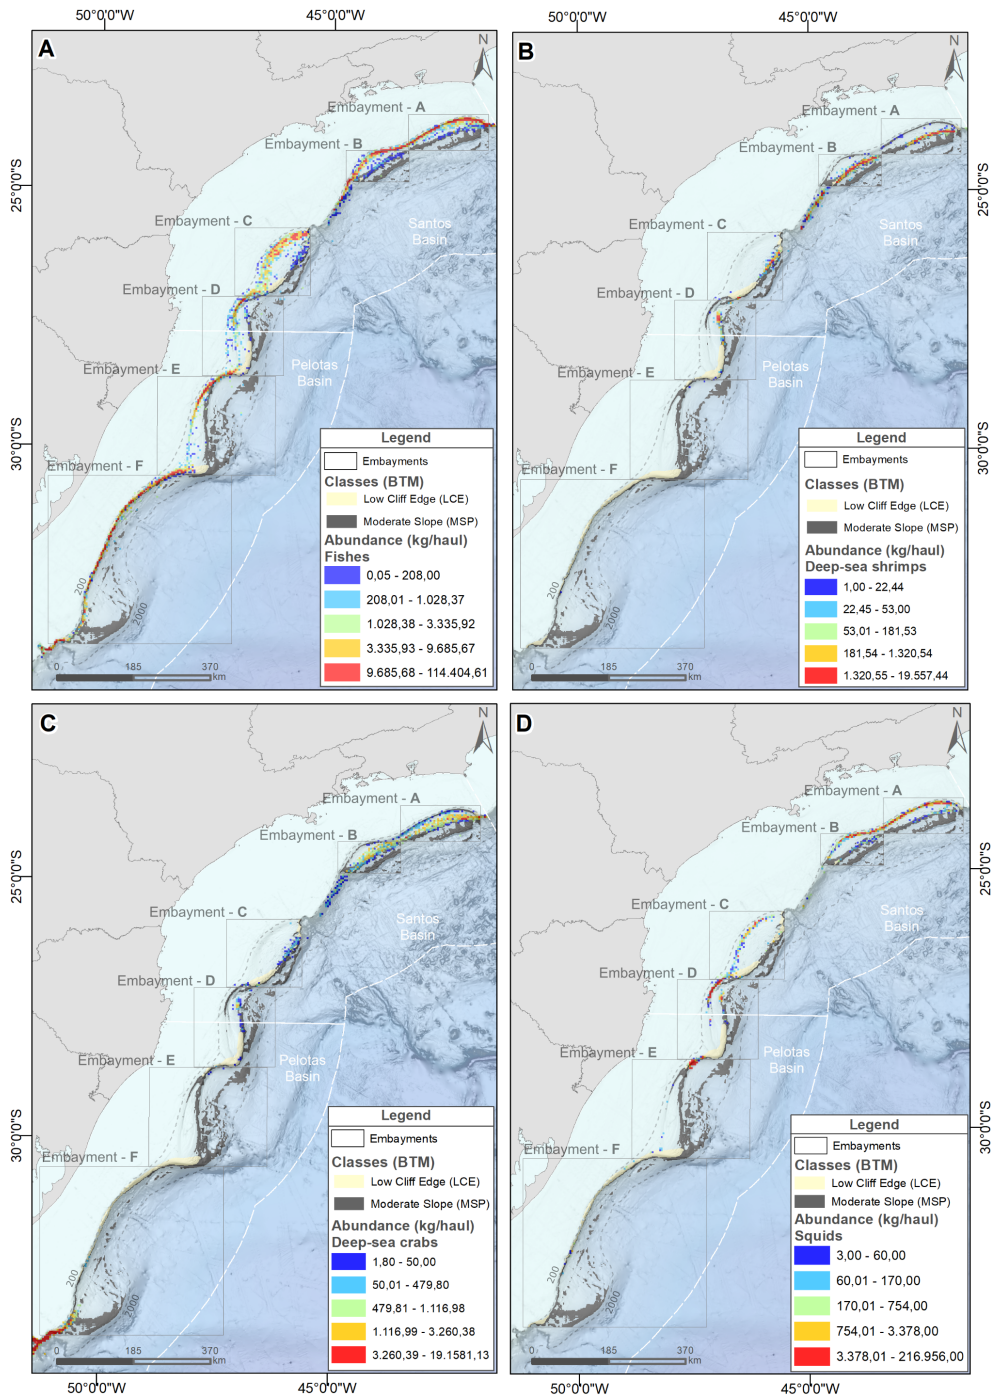 50°0'0"W
45°0'0"W
A
N
Embayment - A
Embayment - B
25°0'0"S
Embayment - C
Santos
Basin
Embayment - D
Pelotas
Basin
Embayment - E
30°0'0"S
Embayment - F
200
2000
0
185
370
km
Legend
Embayments
Classes (BTM)
Low Cliff Edge (LCE)
Moderate Slope (MSP)
Abundance (kg/haul)
Fishes
0,05 - 208,00
208,01 - 1.028,37
1.028,38 - 3.335,92
3.335,93 - 9.685,67
9.685,68 - 114.404,61
50°0'0"W
45°0'0"W
B
N
Embayment - A
Embayment - B
25°0'0"S
Embayment - C
Santos
Basin
Embayment - D
Pelotas
Basin
Embayment - E
30°0'0"S
Embayment - F
200
2000
0
185
370
km
Legend
Embayments
Classes (BTM)
Low Cliff Edge (LCE)
Moderate Slope (MSP)
Abundance (kg/haul)
Deep-sea shrimps
1,00 - 22,44
22,45 - 53,00
53,01 - 181,53
181,54 - 1.320,54
1.320,55 - 19.557,44
C
N
Embayment - A
Embayment - B
25°0'0"S
Embayment - C
Santos
Basin
Embayment - D
Pelotas
Basin
Embayment - E
30°0'0"S
Embayment - F
200
2000
0
185
370
km
Legend
Embayments
Classes (BTM)
Low Cliff Edge (LCE)
Moderate Slope (MSP)
Abundance (kg/haul)
Deep-sea crabs
1,80 - 50,00
50,01 - 479,80
479,81 - 1.116,98
1.116,99 - 3.260,38
3.260,39 - 19.1581,13
50°0'0"W
45°0'0"W
D
N
Embayment - A
Embayment - B
25°0'0"S
Embayment - C
Santos
Basin
Embayment - D
Pelotas
Basin
Embayment - E
30°0'0"S
Embayment - F
200
2000
0
185
370
km
Legend
Embayments
Classes (BTM)
Low Cliff Edge (LCE)
Moderate Slope (MSP)
Abundance (kg/haul)
Squids
3,00 - 60,00
60,01 - 170,00
170,01 - 754,00
754,01 - 3.378,00
3.378,01 - 216.956,00
50°0'0"W
45°0'0"W